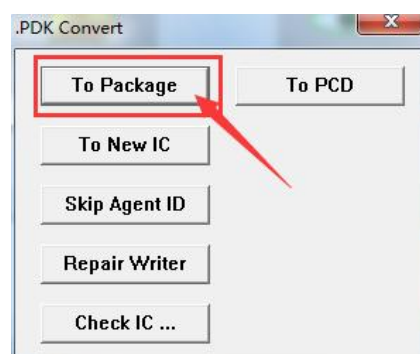 .PDK Convert
To Package
To PCD
To New IC
Skip Agent ID
Repair Writer
Check IC ...